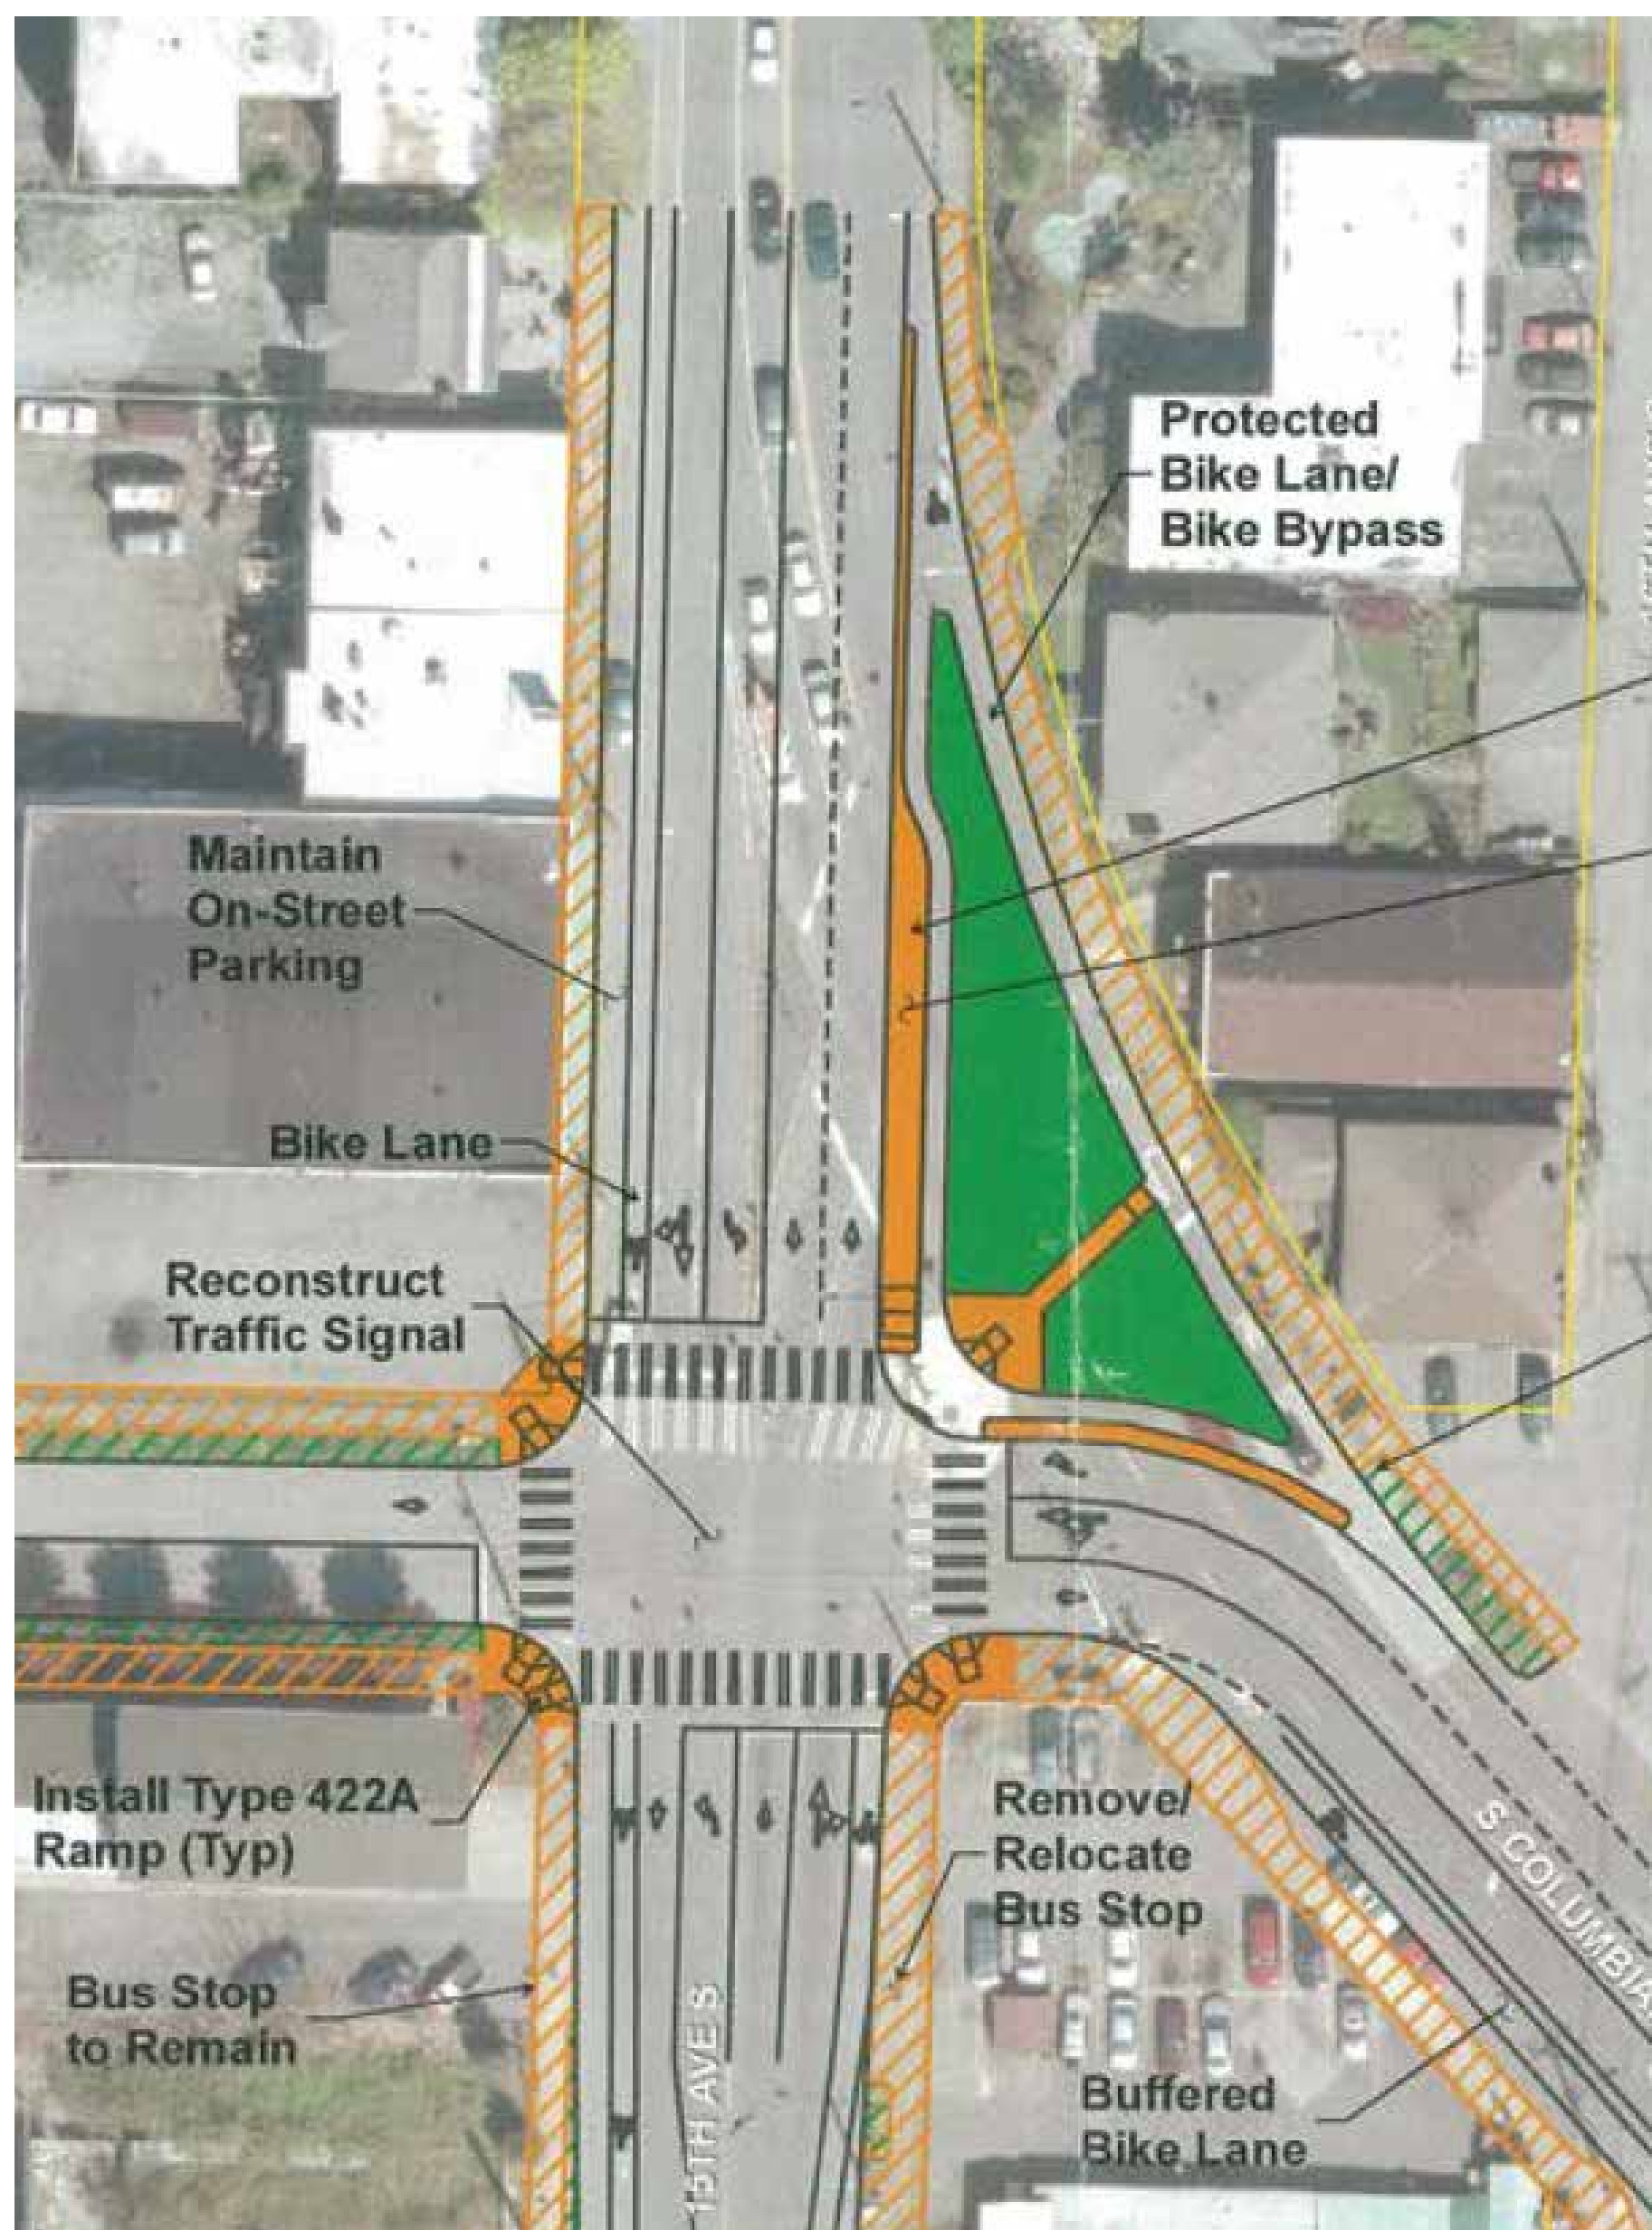 Protected
Bike Lane/
Bike Bypass
Maintain
On-Street
Parking
Bike Lane
Reconstruct
Traffic Signal
Install Type 422A
Ramp (Typ)
Remove/
Relocate
Bus Stop
Bus Stop
to Remain
Buffered
Bike Lane
15TH AVE S
S COLUMBIA